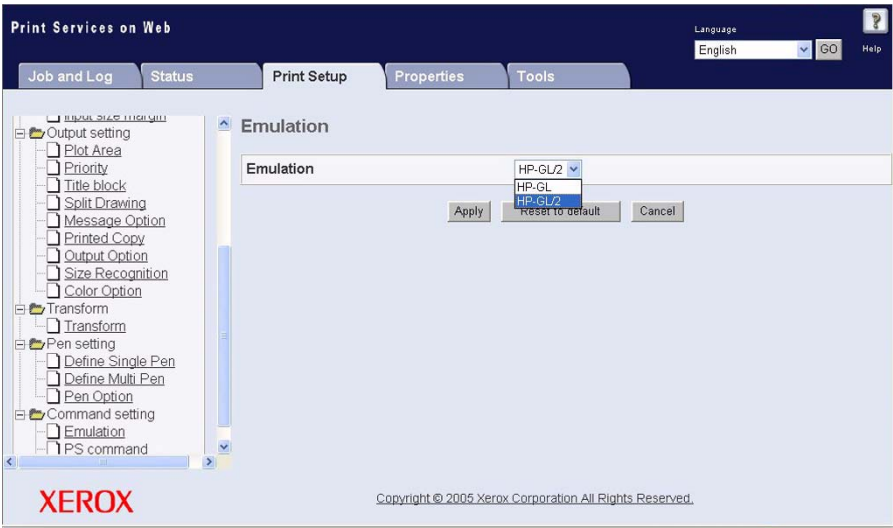 Print Services on Web
Language
English
GO
Help
Job and Log
Status
Print Setup
Properties
Tools
Input size margin
Output setting
Plot Area
Priority
Title block
Split Drawing
Message Option
Printed Copy
Output Option
Size Recognition
Color Option
Transform
Transform
Pen setting
Define Single Pen
Define Multi Pen
Pen Option
Command setting
Emulation
PS command
Emulation
Emulation
HP-GL/2
HP-GL
HP-GL/2
Apply
Reset to default
Cancel
XEROX
Copyright © 2005 Xerox Corporation All Rights Reserved.